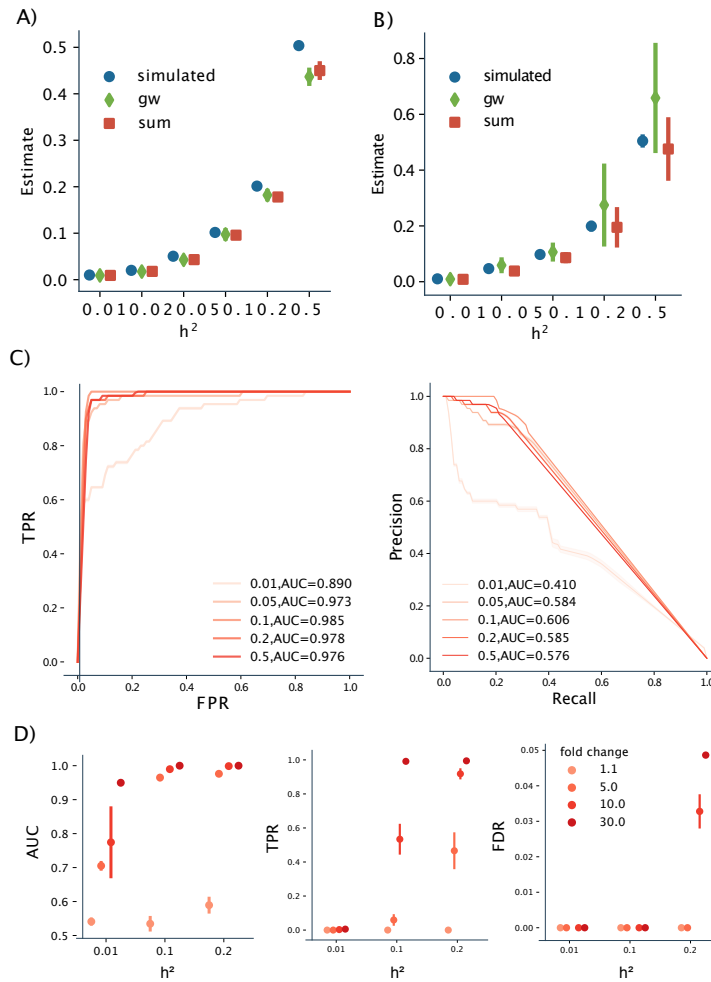 A)
0.5
0.4
0.3
0.2
0.1
0.0
Estimate
simulated
gw
sum
0.01 0.02 0.05 0.1 0.2 0.5
h²
B)
0.8
0.6
0.4
0.2
0.0
Estimate
simulated
gw
sum
0.01 0.05 0.1 0.2 0.5
h²
C)
1.0
0.8
0.6
0.4
0.2
0.0
TPR
0.01,AUC=0.890
0.05,AUC=0.973
0.1,AUC=0.985
0.2,AUC=0.978
0.5,AUC=0.976
0.0 0.2 0.4 0.6 0.8 1.0
FPR
1.0
0.8
0.6
0.4
0.2
0.0
Precision
0.01,AUC=0.410
0.05,AUC=0.584
0.1,AUC=0.606
0.2,AUC=0.585
0.5,AUC=0.576
0.0 0.2 0.4 0.6 0.8 1.0
Recall
D)
1.0
0.9
0.8
0.7
0.6
0.5
AUC
0.01 0.1 0.2
h²
1.0
0.8
0.6
0.4
0.2
0.0
TPR
0.01 0.1 0.2
h²
0.05
0.04
0.03
0.02
0.01
0.00
FDR
fold change
1.1
5.0
10.0
30.0
0.01 0.1 0.2
h²